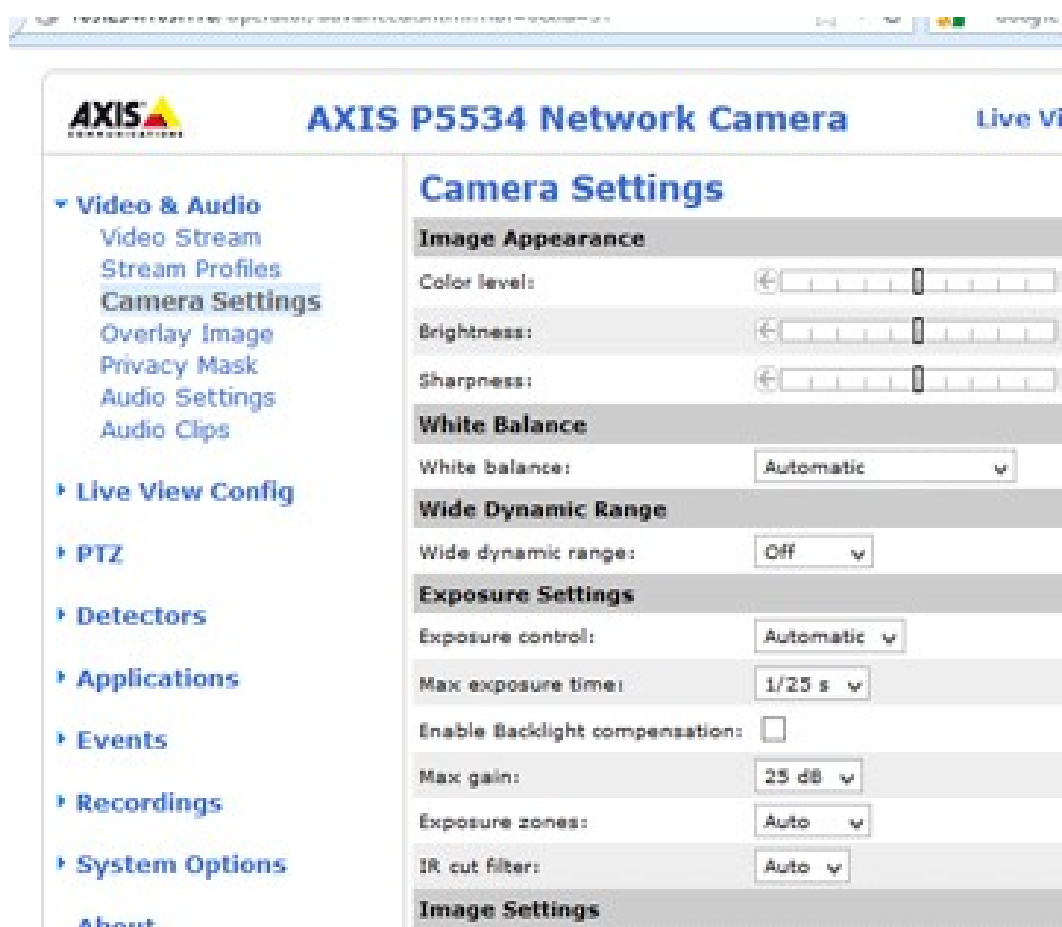 AXIS
COMMUNICATIONS
AXIS P5534 Network Camera
Live Vi
Video & Audio
Video Stream
Stream Profiles
Camera Settings
Overlay Image
Privacy Mask
Audio Settings
Audio Clips
Live View Config
PTZ
Detectors
Applications
Events
Recordings
System Options
About
Camera Settings
Image Appearance
Color level:
Brightness:
Sharpness:
White Balance
White balance: Automatic
Wide Dynamic Range
Wide dynamic range: Off
Exposure Settings
Exposure control: Automatic
Max exposure time: 1/25 s
Enable Backlight compensation:
Max gain: 25 dB
Exposure zones: Auto
IR cut filter: Auto
Image Settings